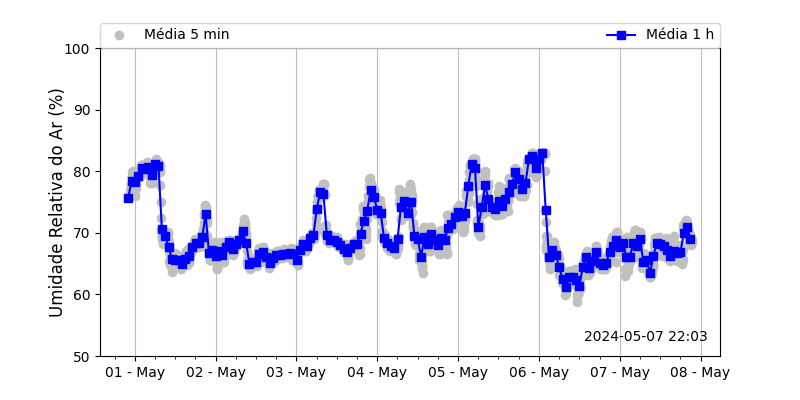 Média 5 min
Média 1 h
Umidade Relativa do Ar (%)
100
90
80
70
60
50
2024-05-07 22:03
01 - May
02 - May
03 - May
04 - May
05 - May
06 - May
07 - May
08 - May